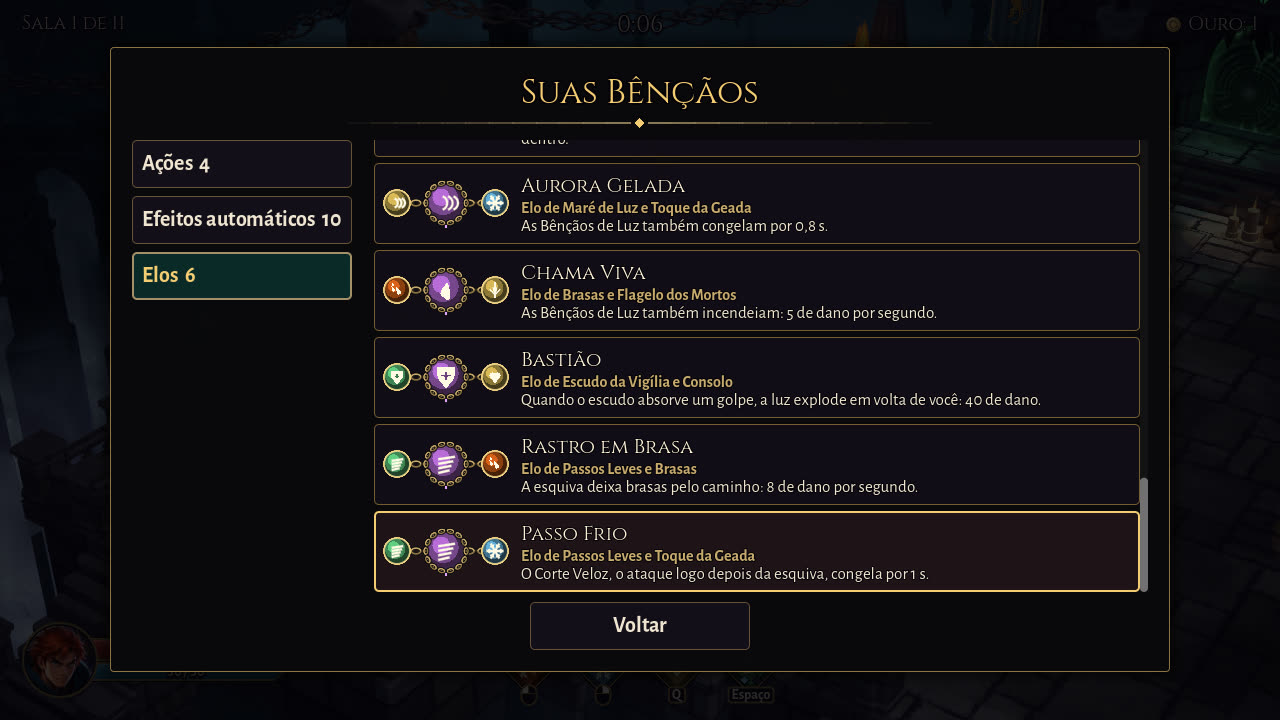 Sala 1 de 11
0:06
Ouro 1
Suas Bênçãos
Ações 4
Efeitos automáticos 10
Elos 6
dentro.
Aurora Gelada
Elo de Maré de Luz e Toque da Geada
As Bênçãos de Luz também congelam por 0,8 s.
Chama Viva
Elo de Brasas e Flagelo dos Mortos
As Bênçãos de Luz também incendeiam: 5 de dano por segundo.
Bastião
Elo de Escudo da Vigília e Consolo
Quando o escudo absorve um golpe, a luz explode em volta de você: 40 de dano.
Rastro em Brasa
Elo de Passos Leves e Brasas
A esquiva deixa brasas pelo caminho: 8 de dano por segundo.
Passo Frio
Elo de Passos Leves e Toque da Geada
O Corte Veloz, o ataque logo depois da esquiva, congela por 1 s.
Voltar
Q
Espaço